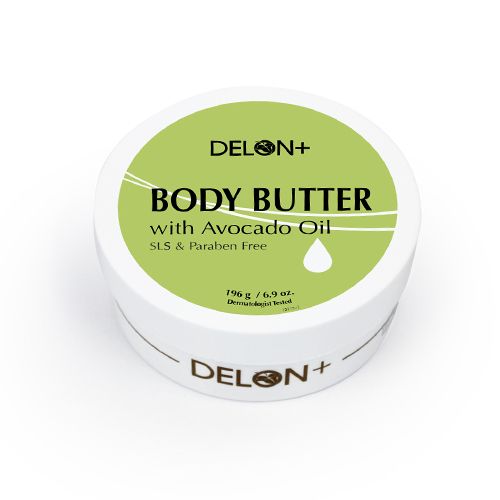 DELON+
BODY BUTTER
with Avocado Oil
SLS & Paraben Free
196 g / 6.9 oz.
Dermatologist Tested
DELON+